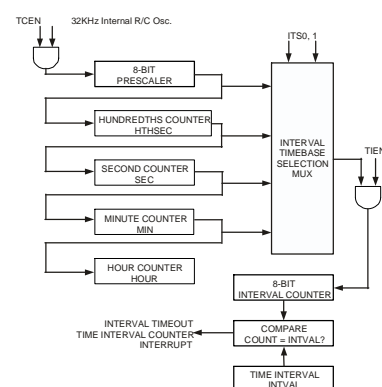 TCEN 32KHz Internal R/C Osc.
ITS0, 1
8-BIT
PRESCALER
HUNDREDTHS COUNTER
HTHSEC
INTERVAL
TIMEBASE
SELECTION
MUX
TIEN
SECOND COUNTER
SEC
MINUTE COUNTER
MIN
HOUR COUNTER
HOUR
8-BIT
INTERVAL COUNTER
INTERVAL TIMEOUT
TIME INTERVAL COUNTER
INTERRUPT
COMPARE
COUNT = INTVAL?
TIME INTERVAL
INTVAL